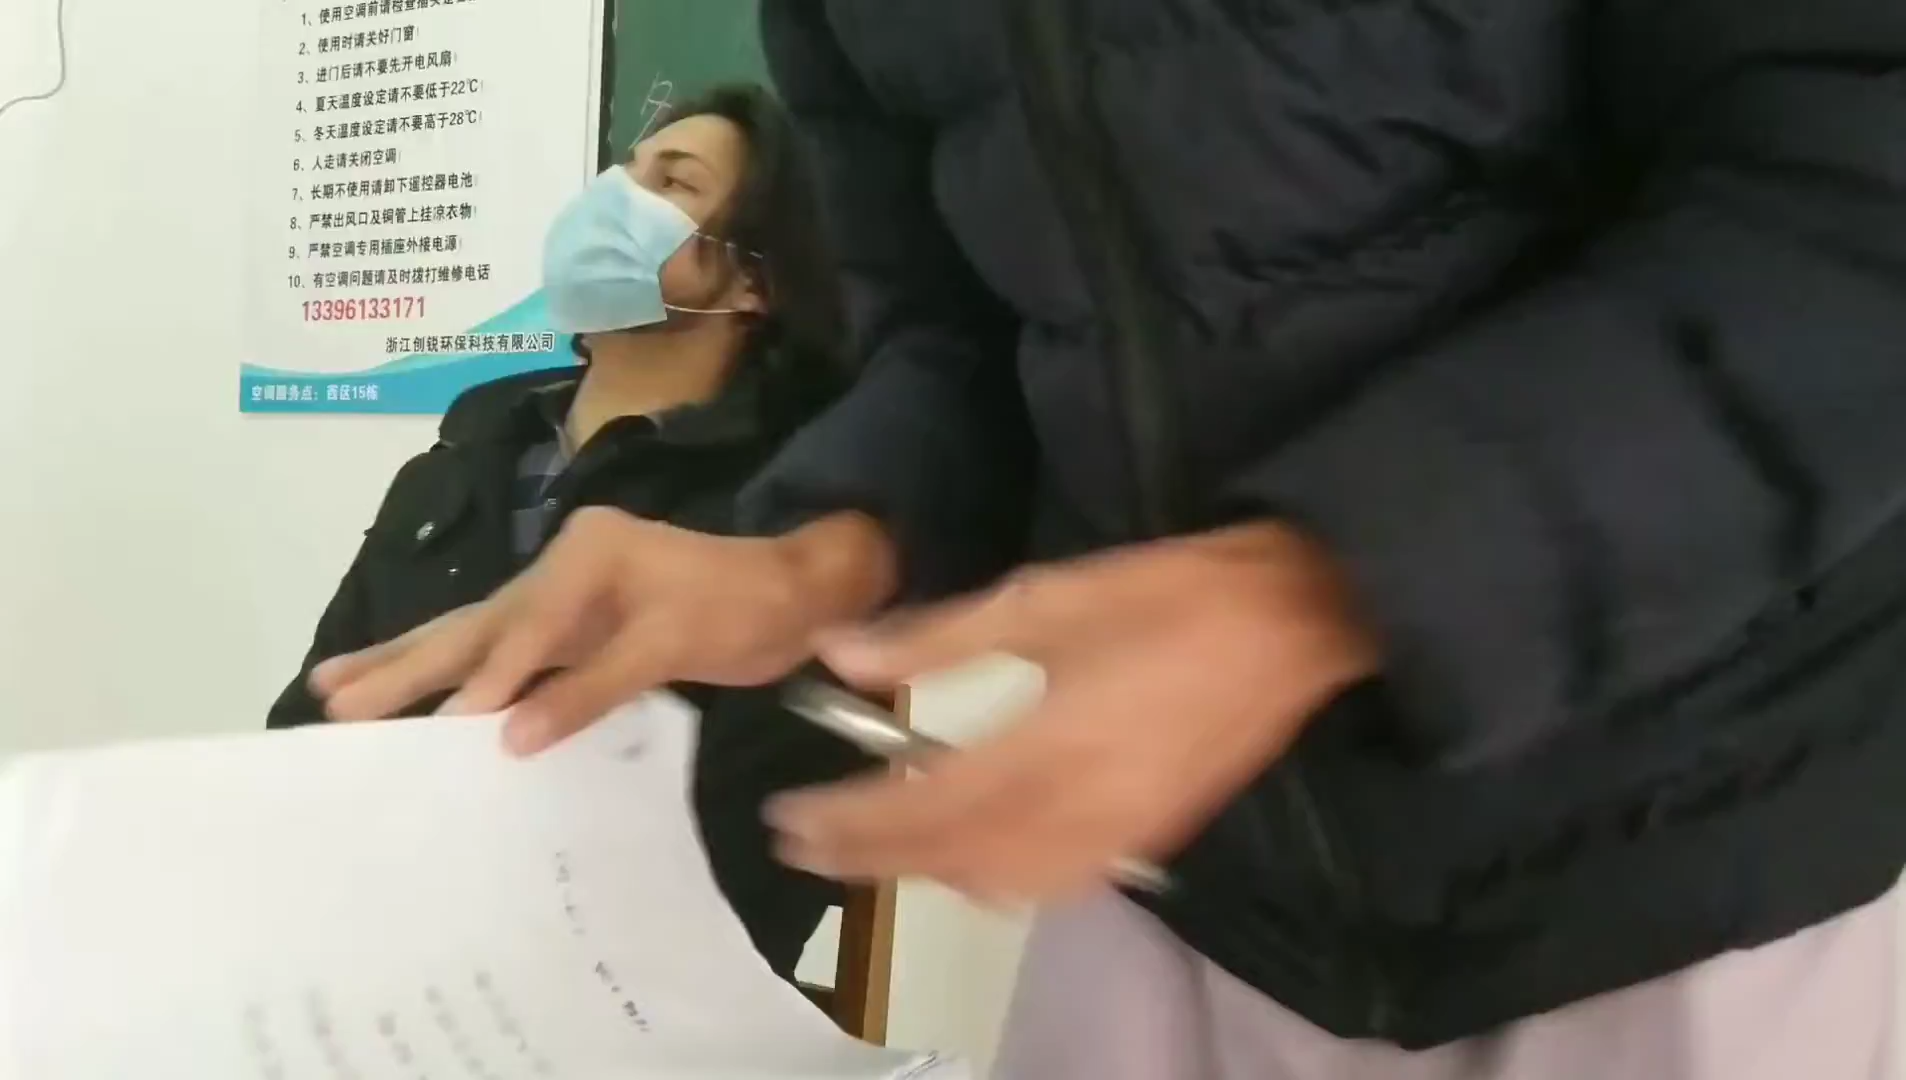 1、使用空调前请检查插头是
2、使用时请关好门窗！
3、进门后请不要先开电风扇！
4、夏天温度设定请不要低于22℃！
5、冬天温度设定请不要高于28℃！
6、人走请关闭空调！
7、长期不使用请卸下遥控器电池！
8、严禁出风口及铜管上挂凉衣物！
9、严禁空调专用插座外接电源！
10、有空调问题请及时拨打维修电话
13396133171
浙江创锐环保科技有限公司
空调服务点：西区15栋